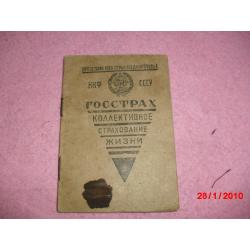 НКФ СССР
ГОССТРАХ
КОЛЛЕКТИВНОЕ
СТРАХОВАНИЕ
ЖИЗНИ
28/1/2010